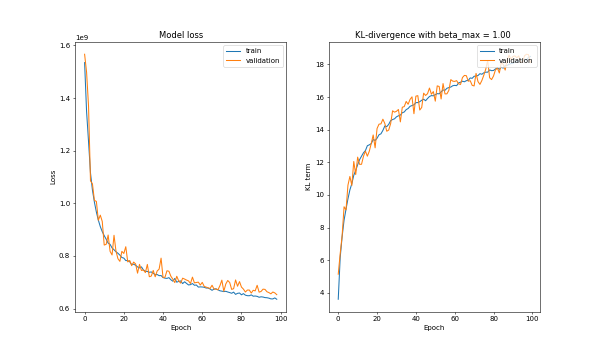 Model loss
1e9
train
validation
1.6
1.4
1.2
1.0
0.8
0.6
Loss
0
20
40
60
80
100
Epoch
KL-divergence with beta_max = 1.00
train
validation
18
16
14
12
10
8
6
4
KL term
0
20
40
60
80
100
Epoch